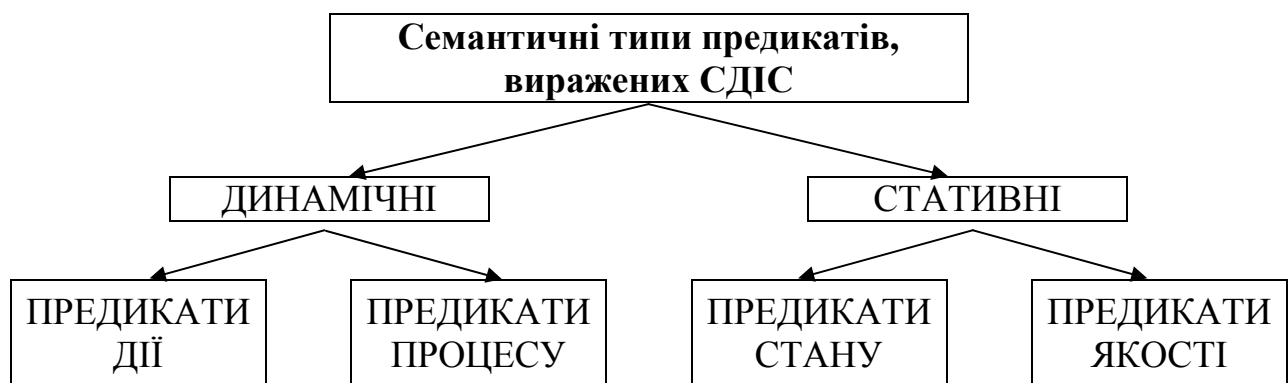 Семантичні типи предикатів,
виражених СДІС
ДИНАМІЧНІ
СТАТИВНІ
ПРЕДИКАТИ
ДІЇ
ПРЕДИКАТИ
ПРОЦЕСУ
ПРЕДИКАТИ
СТАНУ
ПРЕДИКАТИ
ЯКОСТІ